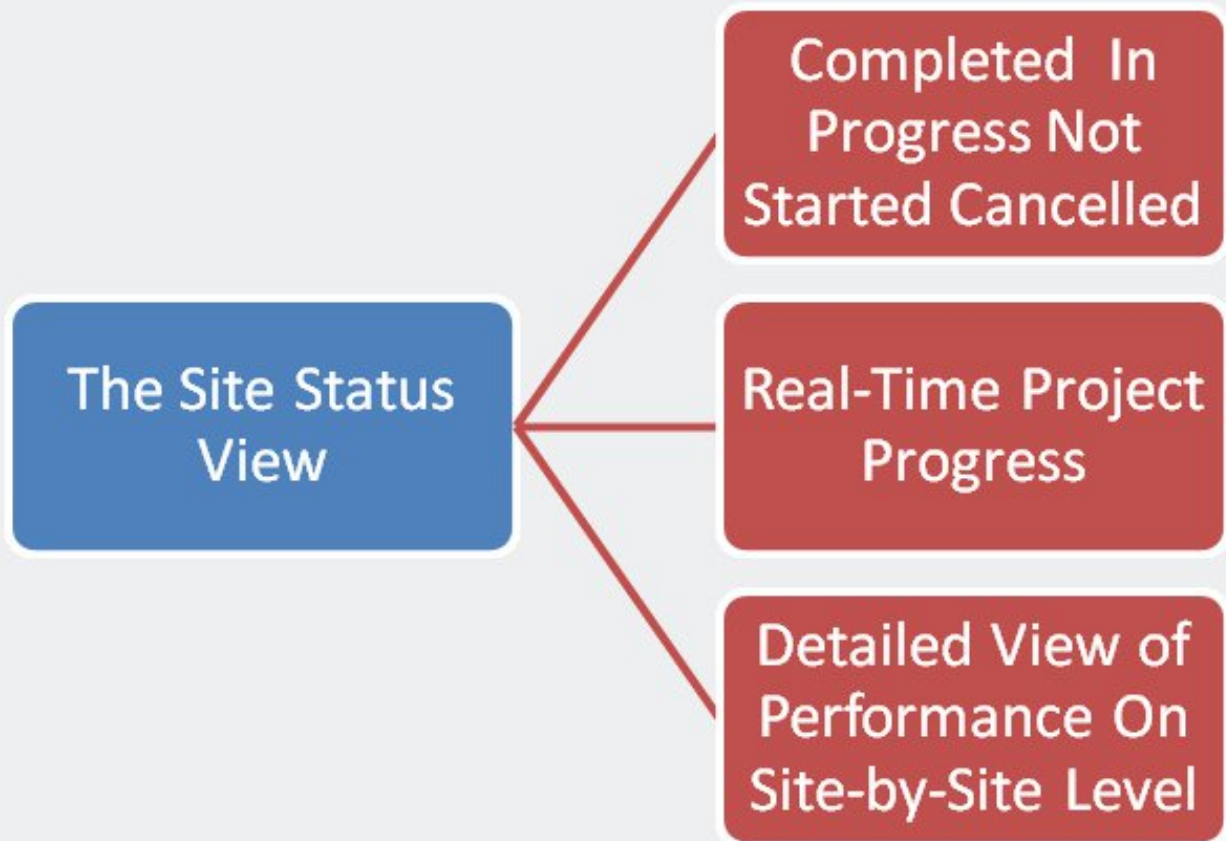 The Site Status
View
Completed  In
Progress Not
Started Cancelled
Real-Time Project
Progress
Detailed View of
Performance On
Site-by-Site Level